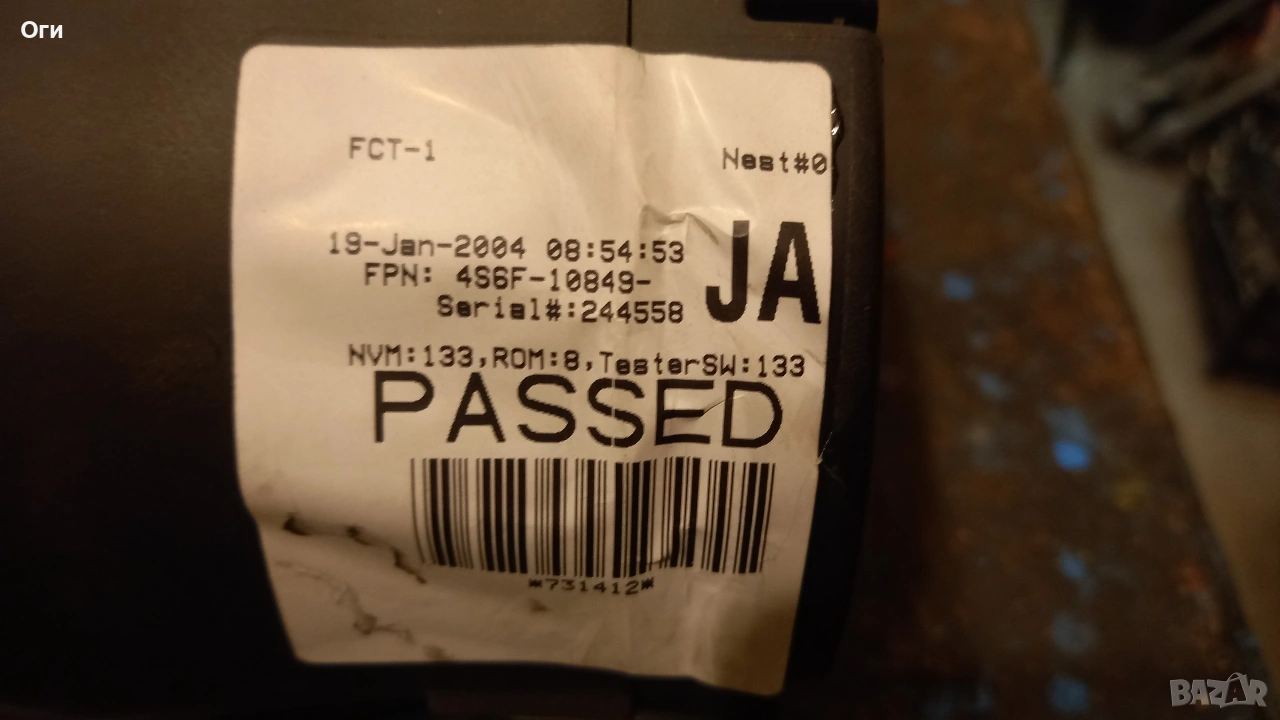 Оги
FCT-1 Nest#0
19-Jan-2004 08:54:53
JA
FPN: 4S6F-10849-
Serial#:244558
NVM:133,ROM:8,TesterSW:133
PASSED
*731412*
BAZAR